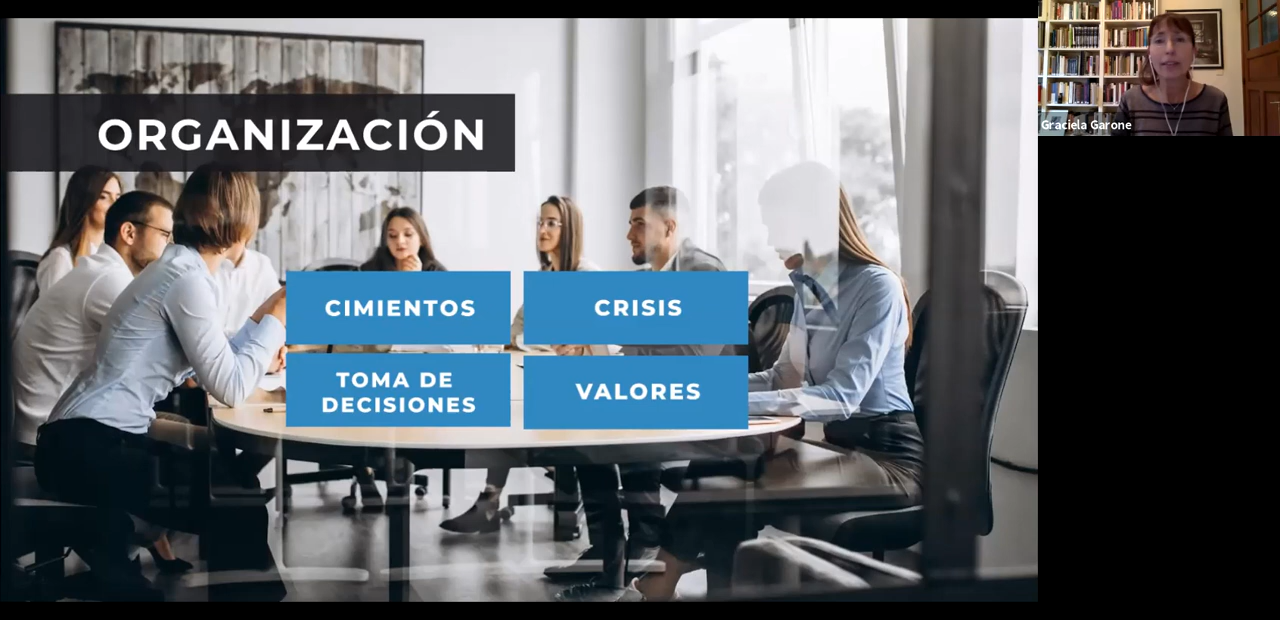 ORGANIZACIÓN
CIMIENTOS
CRISIS
TOMA DE
DECISIONES
VALORES
Graciela Garone